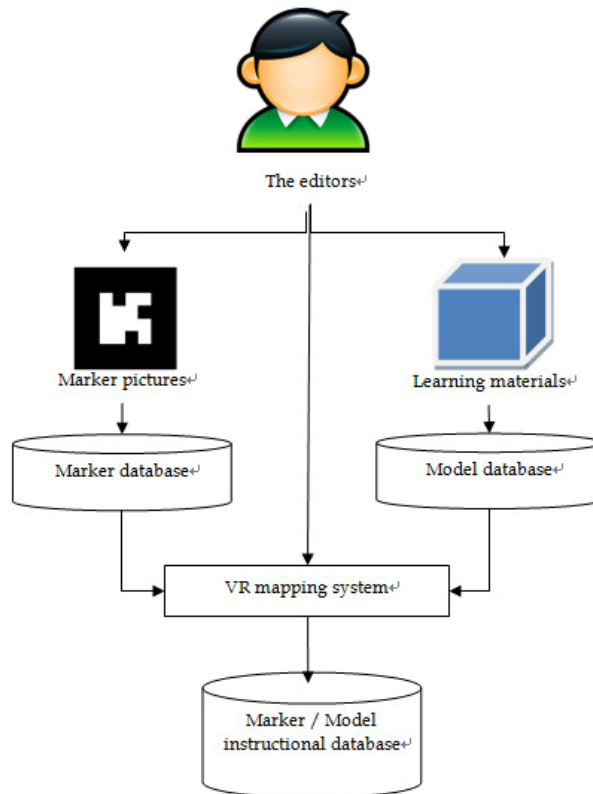 The editors
Marker pictures
Learning materials
Marker database
Model database
VR mapping system
Marker / Model
instructional database